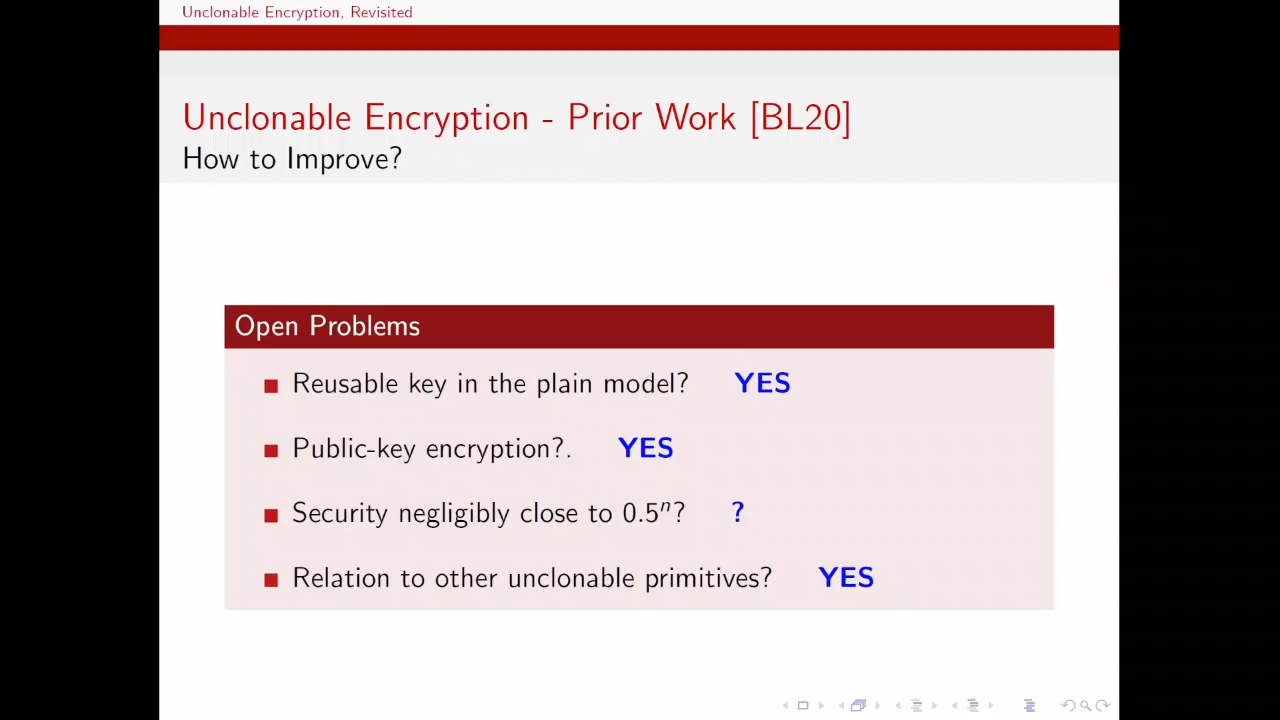 Unclonable Encryption, Revisited
Unclonable Encryption - Prior Work [BL20]
How to Improve?
Open Problems
Reusable key in the plain model? YES
Public-key encryption?. YES
Security negligibly close to 0.5ⁿ? ?
Relation to other unclonable primitives? YES